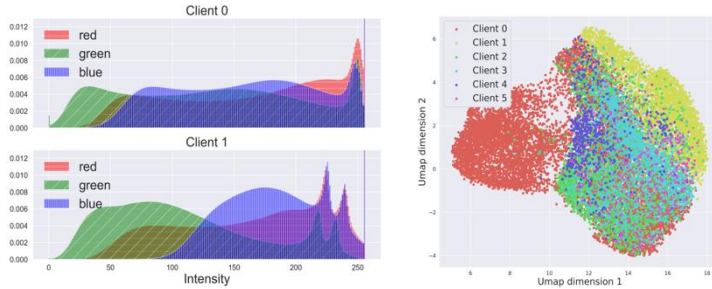 Client 0
0.012
0.010
0.008
0.006
0.004
0.002
0.000
red
green
blue
Client 1
0.012
0.010
0.008
0.006
0.004
0.002
0.000
red
green
blue
0 50 100 150 200 250
Intensity
Client 0
Client 1
Client 2
Client 3
Client 4
Client 5
Umap dimension 2
6
4
2
0
−2
−4
6 8 10 12 14 16 18
Umap dimension 1